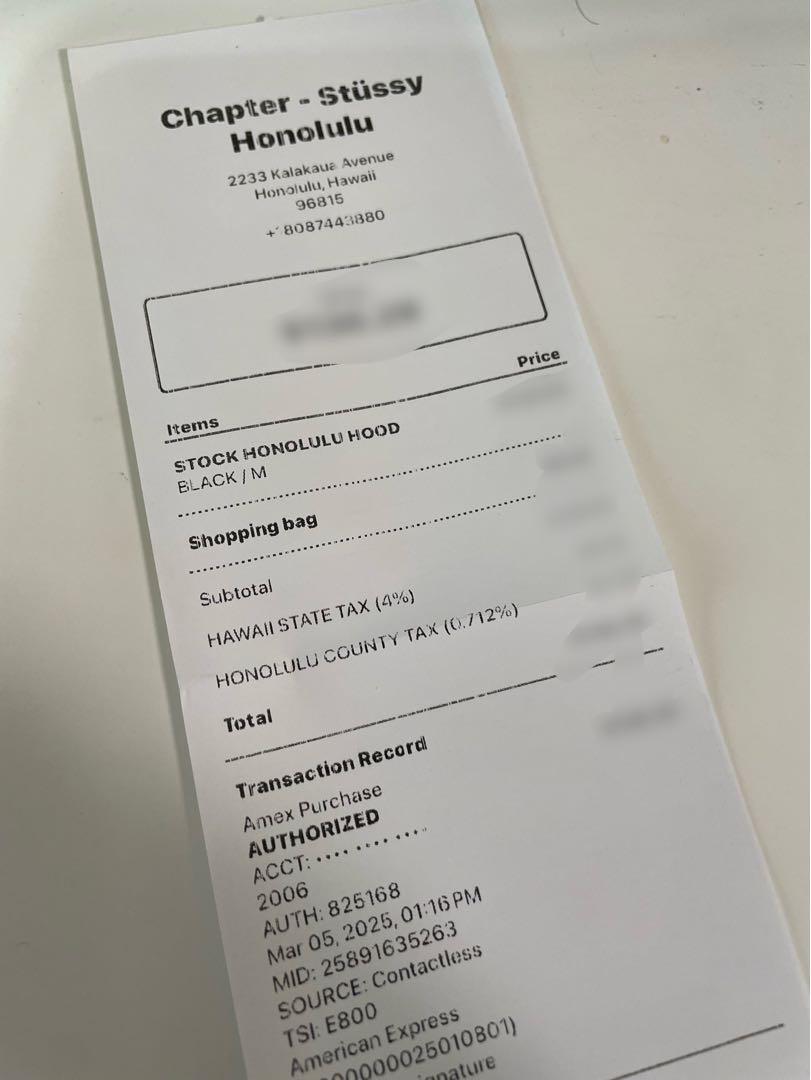 Chapter - Stüssy
Honolulu
2233 Kalakaua Avenue
Honolulu, Hawaii
96815
+18087443880
Price
Items
STOCK HONOLULU HOOD
BLACK / M
Shopping bag
Subtotal
HAWAII STATE TAX (4%)
HONOLULU COUNTY TAX (0.712%)
Total
Transaction Record
Amex Purchase
AUTHORIZED
ACCT: •••• •••• ••••
2006
AUTH: 825168
Mar 05, 2025, 01:16 PM
MID: 25891635263
SOURCE: Contactless
TSI: E800
American Express